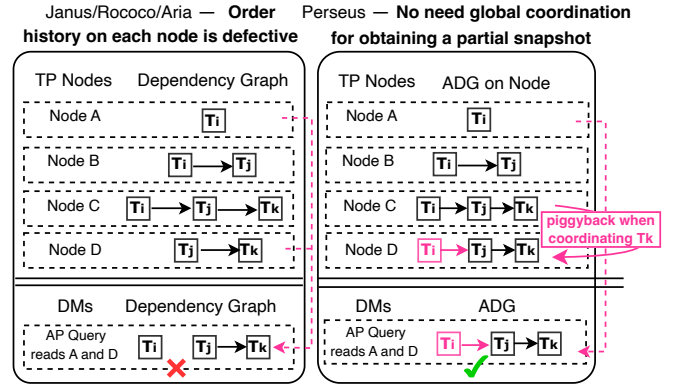 Janus/Rococo/Aria — Order
history on each node is defective
TP Nodes Dependency Graph
Node A Ti
Node B Ti Tj
Node C Ti Tj Tk
Node D Tj Tk
DMs Dependency Graph
AP Query
reads A and D
Ti Tj Tk
Perseus — No need global coordination
for obtaining a partial snapshot
TP Nodes ADG on Node
Node A Ti
Node B Ti Tj
Node C Ti Tj Tk
piggyback when
coordinating Tk
Node D Ti Tj Tk
DMs ADG
AP Query
reads A and D
Ti Tj Tk